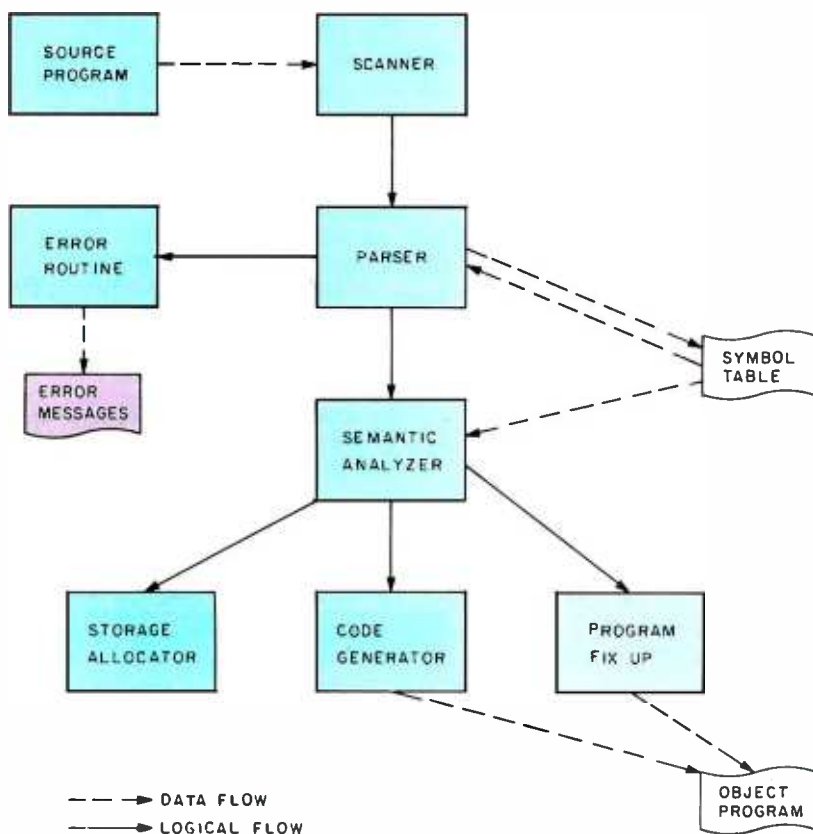 SOURCE
PROGRAM
SCANNER
ERROR
ROUTINE
PARSER
SYMBOL
TABLE
ERROR
MESSAGES
SEMANTIC
ANALYZER
STORAGE
ALLOCATOR
CODE
GENERATOR
PROGRAM
FIX UP
OBJECT
PROGRAM
DATA FLOW
LOGICAL FLOW